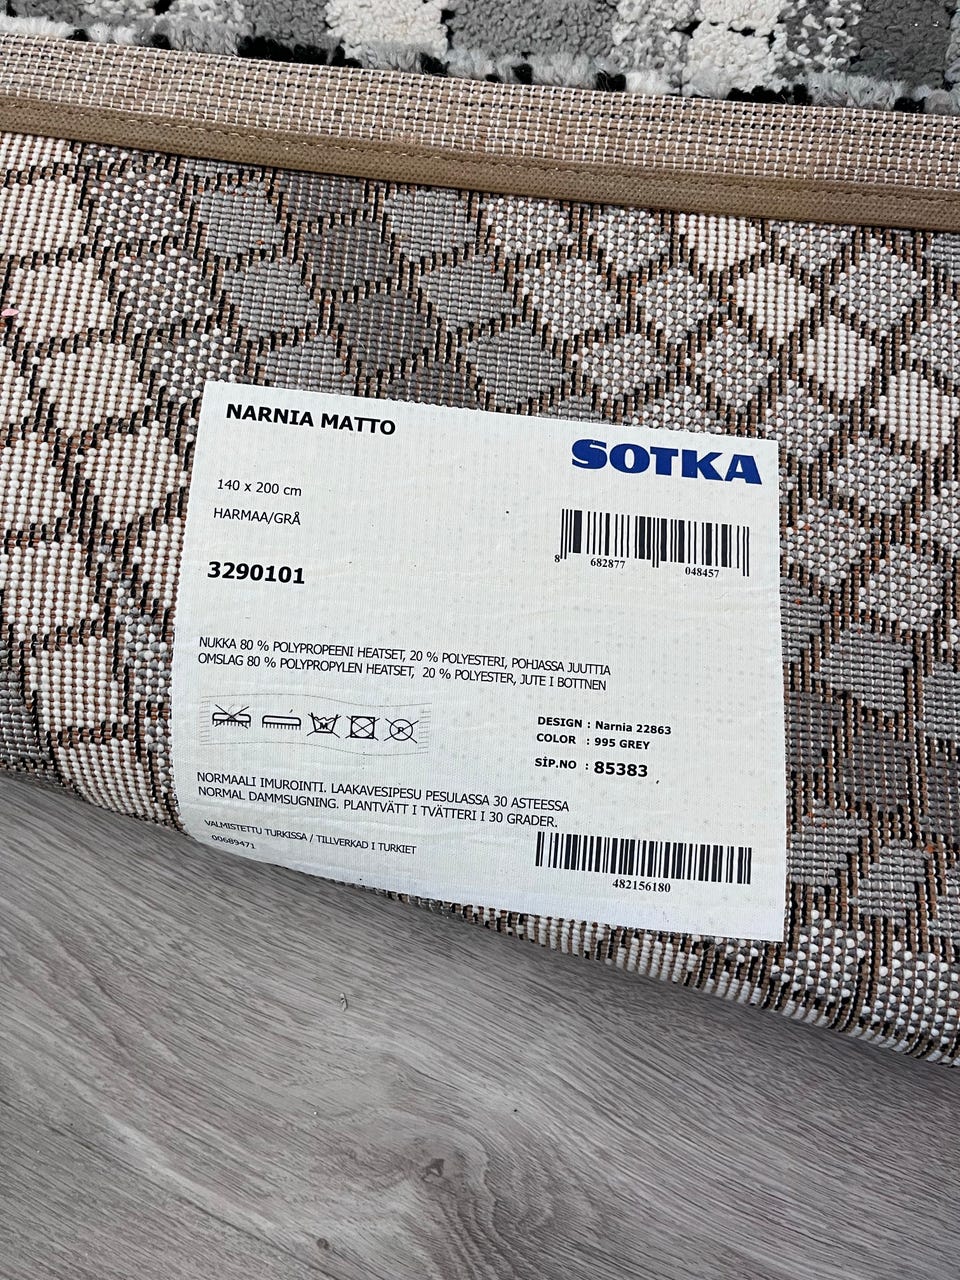 NARNIA MATTO
SOTKA
140 x 200 cm
HARMAA/GRÅ
8 682877 048457
3290101
NUKKA 80 % POLYPROPEENI HEATSET, 20 % POLYESTERI, POHJASSA JUUTTIA
OMSLAG 80 % POLYPROPYLEN HEATSET, 20 % POLYESTER, JUTE I BOTTNEN
M
P
DESIGN : Narnia 22863
COLOR : 995 GREY
SİP.NO : 85383
NORMAALI IMUROINTI. LAAKAVESIPESU PESULASSA 30 ASTEESSA
NORMAL DAMMSUGNING. PLANTVÄTT I TVÄTTERI I 30 GRADER.
VALMISTETTU TURKISSA / TILLVERKAD I TURKIET
00689471
482156180